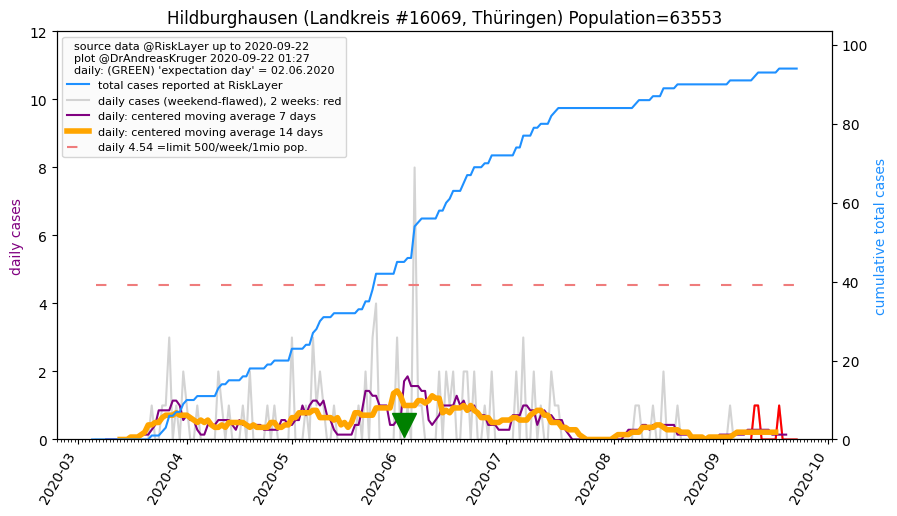 Hildburghausen (Landkreis #16069, Thüringen) Population=63553
source data @RiskLayer up to 2020-09-22
plot @DrAndreasKruger 2020-09-22 01:27
daily: (GREEN) 'expectation day' = 02.06.2020
total cases reported at RiskLayer
daily cases (weekend-flawed), 2 weeks: red
daily: centered moving average 7 days
daily: centered moving average 14 days
daily 4.54 =limit 500/week/1mio pop.
daily cases
12
10
8
6
4
2
0
100
80
60
40
20
0
cumulative total cases
2020-03
2020-04
2020-05
2020-06
2020-07
2020-08
2020-09
2020-10